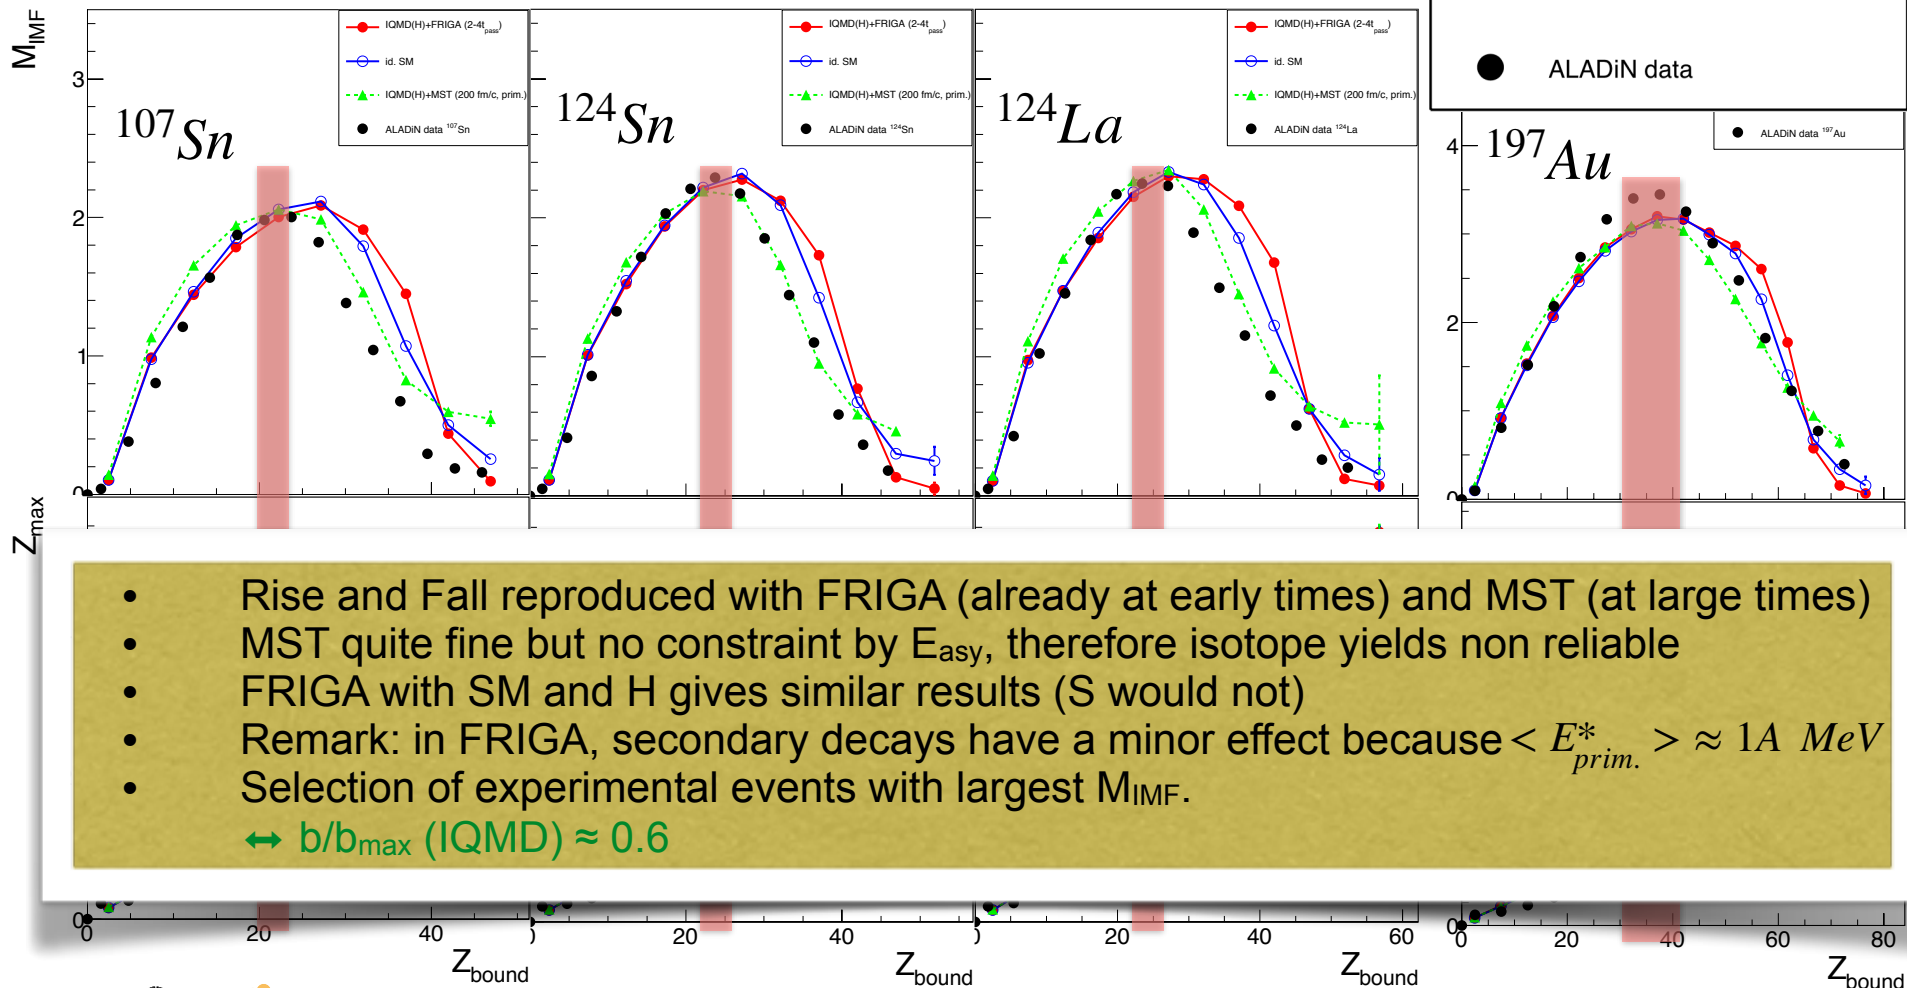 M_IMF
3
2
1
0
^107Sn
IQMD(H)+FRIGA (2-4t_pass)
id. SM
IQMD(H)+MST (200 fm/c, prim.)
ALADiN data ^107Sn
^124Sn
IQMD(H)+FRIGA (2-4t_pass)
id. SM
IQMD(H)+MST (200 fm/c, prim.)
ALADiN data ^124Sn
^124La
IQMD(H)+FRIGA (2-4t_pass)
id. SM
IQMD(H)+MST (200 fm/c, prim.)
ALADiN data ^124La
ALADiN data
ALADiN data ^197Au
^197Au
4
2
0
Z_max
• Rise and Fall reproduced with FRIGA (already at early times) and MST (at large times)
• MST quite fine but no constraint by E_asy, therefore isotope yields non reliable
• FRIGA with SM and H gives similar results (S would not)
• Remark: in FRIGA, secondary decays have a minor effect because < E*_prim. > ≈ 1A MeV
• Selection of experimental events with largest M_IMF.
↔ b/b_max (IQMD) ≈ 0.6
0
0 20 40
Z_bound
20 40
Z_bound
20 40 60
Z_bound
0
0 20 40 60 80
Z_bound